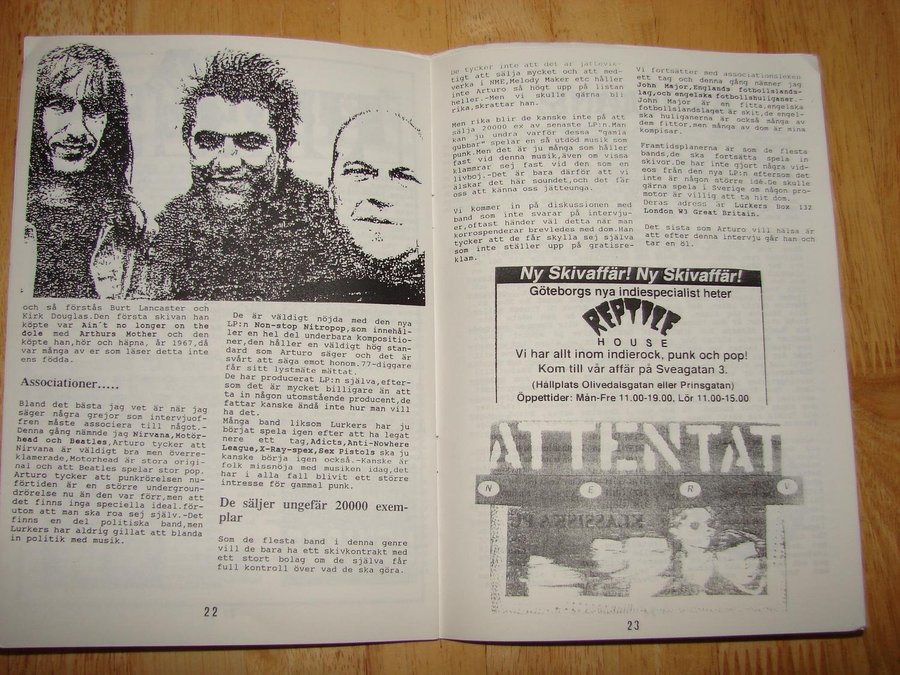 och så förstås Burt Lancaster och
Kirk Douglas.Den första skivan han
köpte var Ain´t no longer on the
dole med Arthurs Mother och den
köpte han,hör och häpna, år 1967,då
var många av er som läser detta inte
ens födda.
Associationer.....
Bland det bästa jag vet är när jag
säger några grejor som intervjuof-
fren måste associera till något.-
Denna gång nämnde jag Nirvana,Motör-
head och Beatles,Arturo tycker att
Nirvana är väldigt bra men överre-
klamerade,Motorhead är stora origi-
nal och att Beatles spelar stor pop.
Arturo tycker att punkrörelsen nu-
förtiden är en större undergroun-
drörelse nu än den var förr,men att
det finns inga speciella ideal.för-
utom att man ska roa sej själv.-Det
finns en del politiska band,men
Lurkers har aldrig gillat att blanda
in politik med musik.
De är väldigt nöjda med den nya
LP:n Non-stop Nitropop,som innehål-
ler en hel del underbara kompositio-
ner,den håller en väldigt hög stan-
dard som Arturo säger och det är
svårt att säga emot honom.77-diggare
får sitt lystmäte mättat.
De har producerat LP:n själva,efter-
som det är mycket billigare än att
ta in någon utomstående producent,de
fattar kanske ändå inte hur man vill
ha det.
Många band liksom Lurkers har ju
börjat spela igen efter att ha legat
nere ett tag,Adicts,Anti-Nowhere
League,X-Ray-spex,Sex Pistols ska ju
kanske börja igen också.-Kanske är
folk missnöja med musiken idag,det
har i alla fall blivit ett större
intresse för gammal punk.
De säljer ungefär 20000 exem-
plar
Som de flesta band i denna genre
vill de bara ha ett skivkontrakt med
ett stort bolag om de själva får
full kontroll över vad de ska göra.
22
De tycker inte att det är jättevik-
tigt att sälja mycket och att med-
verka i NME,Melody Maker etc håller
inte Arturo så högt upp på listan
heller.-Men vi skulle gärna bli
rika,skrattar han.
Men rika blir de kanske inte på att
sälja 20000 ex av senaste LP:n.Man
kan ju undra varför dessa "gamla
gubbar" spelar en så utdöd musik som
punk.Men det är ju många som håller
fast vid denna musik,även om vissa
klamrar sej fast vid den som en
livboj.-Det är bara därför att vi
älskar det här soundet,och det får
oss att känna oss jätteunga.
Vi kommer in på diskussionen med
band som inte svarar på intervju-
er,oftast händer väl detta när man
korrespenderar brevledes med dom.Han
tycker att de får skylla sej själva
som inte ställer upp på gratisre-
klam.
Vi fortsätter med associationsleken
ett tag och denna gång nämner jag
John Major,Englands fotbollslands-
lag,och engelska fotbollshuliganer.-
John Major är en fitta,engelska
fotbollslandslaget är skit,de engel-
ska huliganerna är också många av
dem fittor,men många av dom är mina
kompisar.
Framtidsplanerna är som de flesta
bands,de ska fortsätta spela in
skivor.De har inte gjort några vid-
eos från den nya LP:n eftersom det
inte är någon större idé.De skulle
gärna spela i Sverige om någon pro-
motor är villig att ta hit dom.
Deras adress är Lurkers Box 132
London W3 Great Britain.
Det sista som Arturo vill hälsa är
att efter denna intervju går han och
tar en öl.
Ny Skivaffär! Ny Skivaffär!
Göteborgs nya indiespecialist heter
REPTILE
HOUSE
Vi har allt inom indierock, punk och pop!
Kom till vår affär på Sveagatan 3.
(Hållplats Olivedalsgatan eller Prinsgatan)
Öppettider: Mån-Fre 11.00-19.00, Lör 11.00-15.00
ATTENTAT
N E R V
23